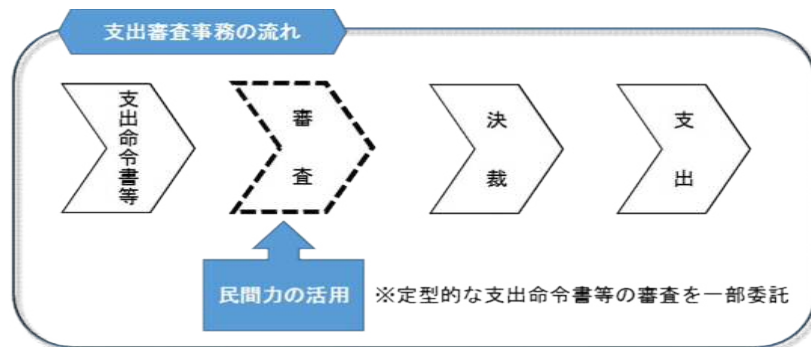 支出審査事務の流れ
支出命令書等
審査
決裁
支出
民間力の活用
※定型的な支出命令書等の審査を一部委託